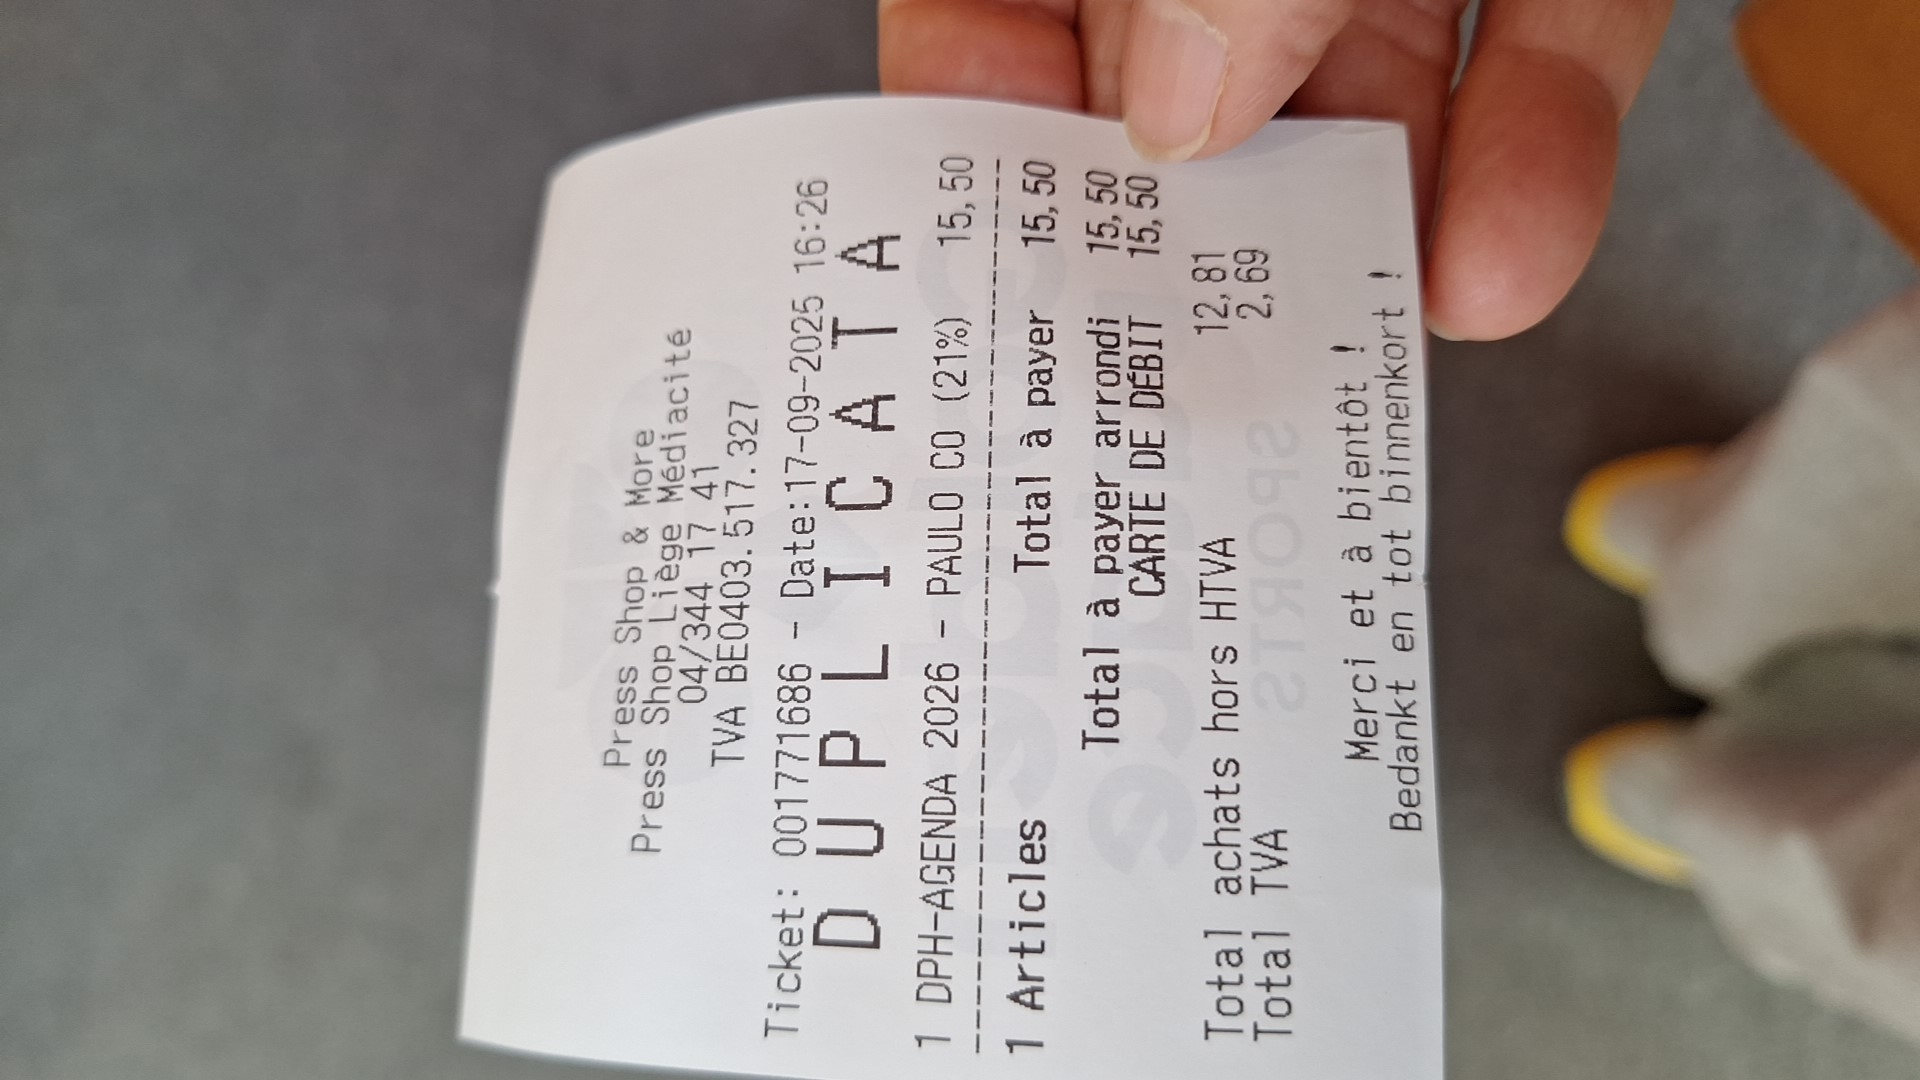 Press Shop & More
Press Shop Liège Médiacité
04/344 17 41
TVA BE0403.517.327
Ticket: 001771686 - Date:17-09-2025 16:26
D U P L I C A T A
1 DPH-AGENDA 2026 - PAULO CO (21%) 15,50
1 Articles Total à payer 15,50
Total à payer arrondi 15,50
CARTE DE DÉBIT 15,50
Total achats hors HTVA 12,81
Total TVA 2,69
Merci et à bientôt !
Bedankt en tot binnenkort !